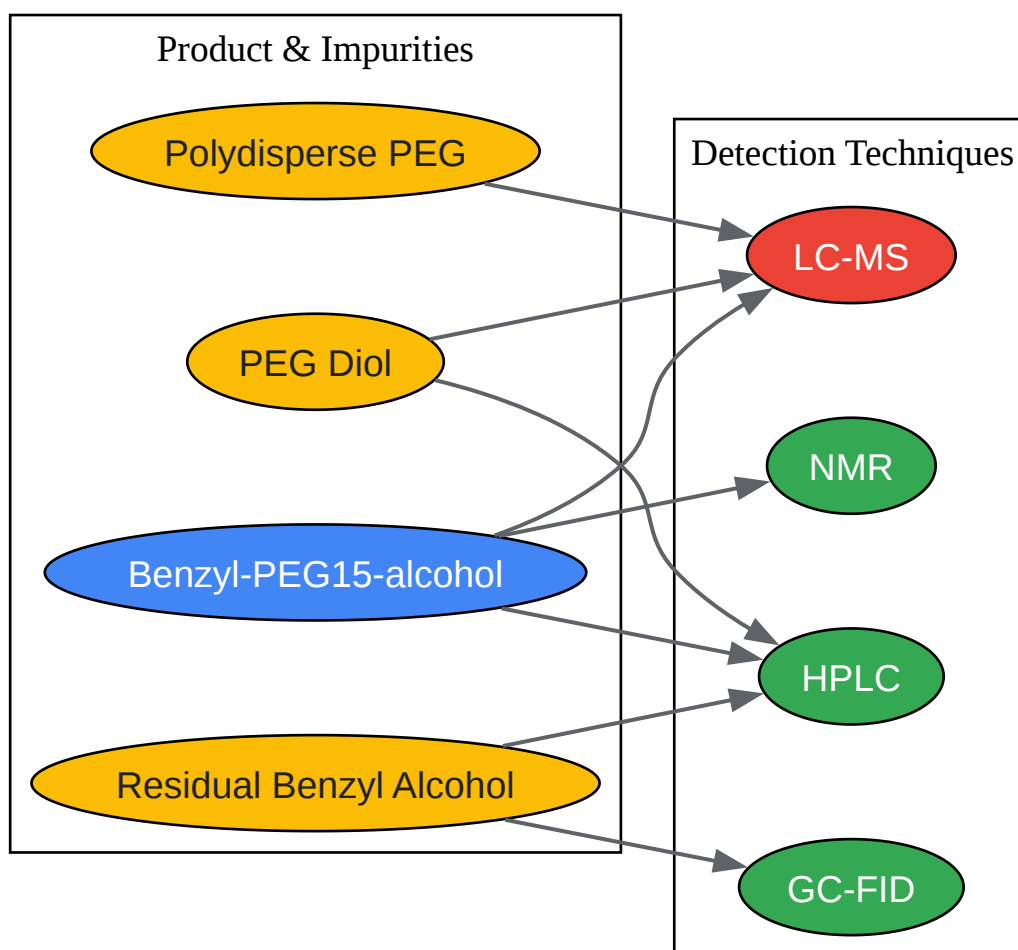 Product & Impurities
Polydisperse PEG
PEG Diol
Benzyl-PEG15-alcohol
Residual Benzyl Alcohol
Detection Techniques
LC-MS
NMR
HPLC
GC-FID